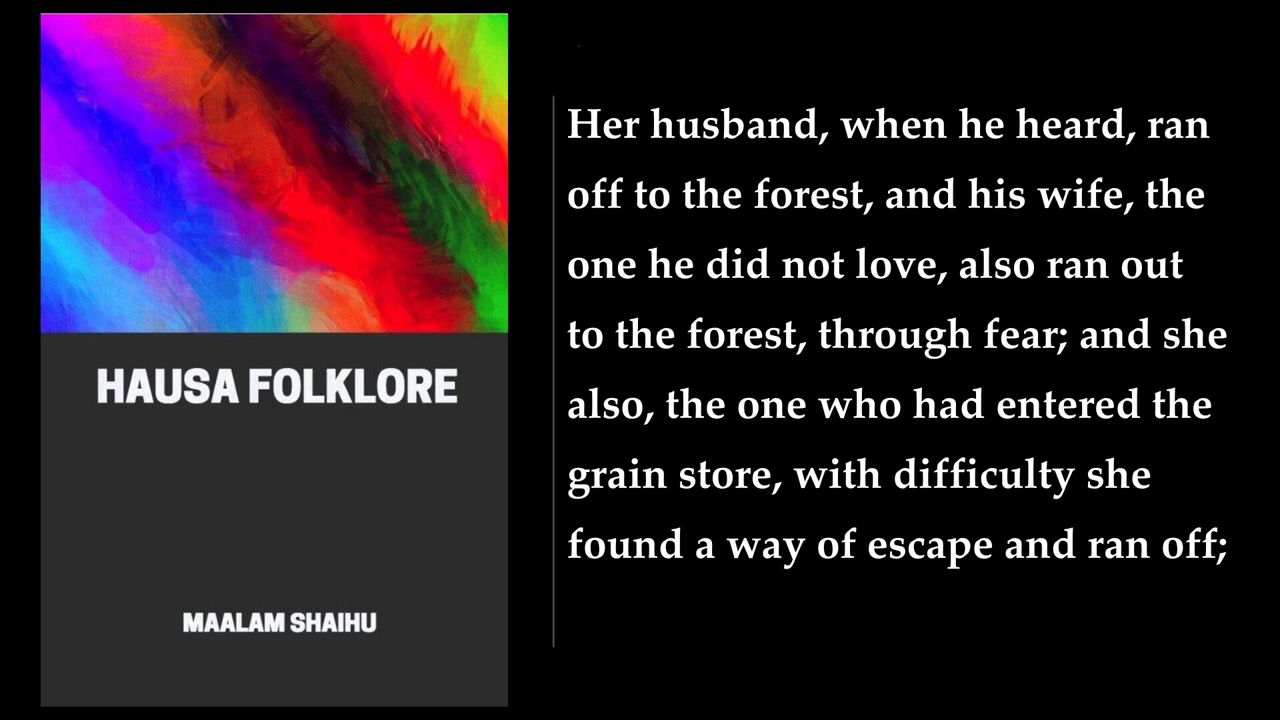 HAUSA FOLKLORE
MAALAM SHAIHU
Her husband, when he heard, ran
off to the forest, and his wife, the
one he did not love, also ran out
to the forest, through fear; and she
also, the one who had entered the
grain store, with difficulty she
found a way of escape and ran off;